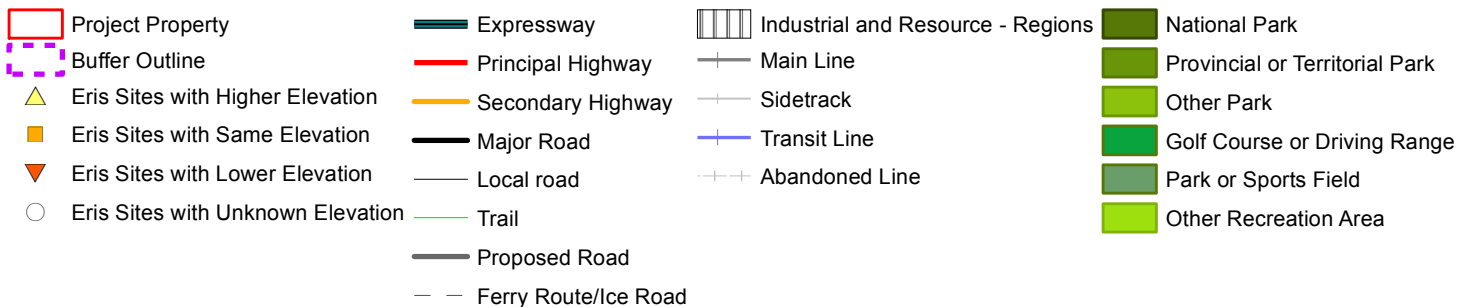 Project Property
Buffer Outline
Eris Sites with Higher Elevation
Eris Sites with Same Elevation
Eris Sites with Lower Elevation
Eris Sites with Unknown Elevation
Expressway
Principal Highway
Secondary Highway
Major Road
Local road
Trail
Proposed Road
Ferry Route/Ice Road
Industrial and Resource - Regions
Main Line
Sidetrack
Transit Line
Abandoned Line
National Park
Provincial or Territorial Park
Other Park
Golf Course or Driving Range
Park or Sports Field
Other Recreation Area